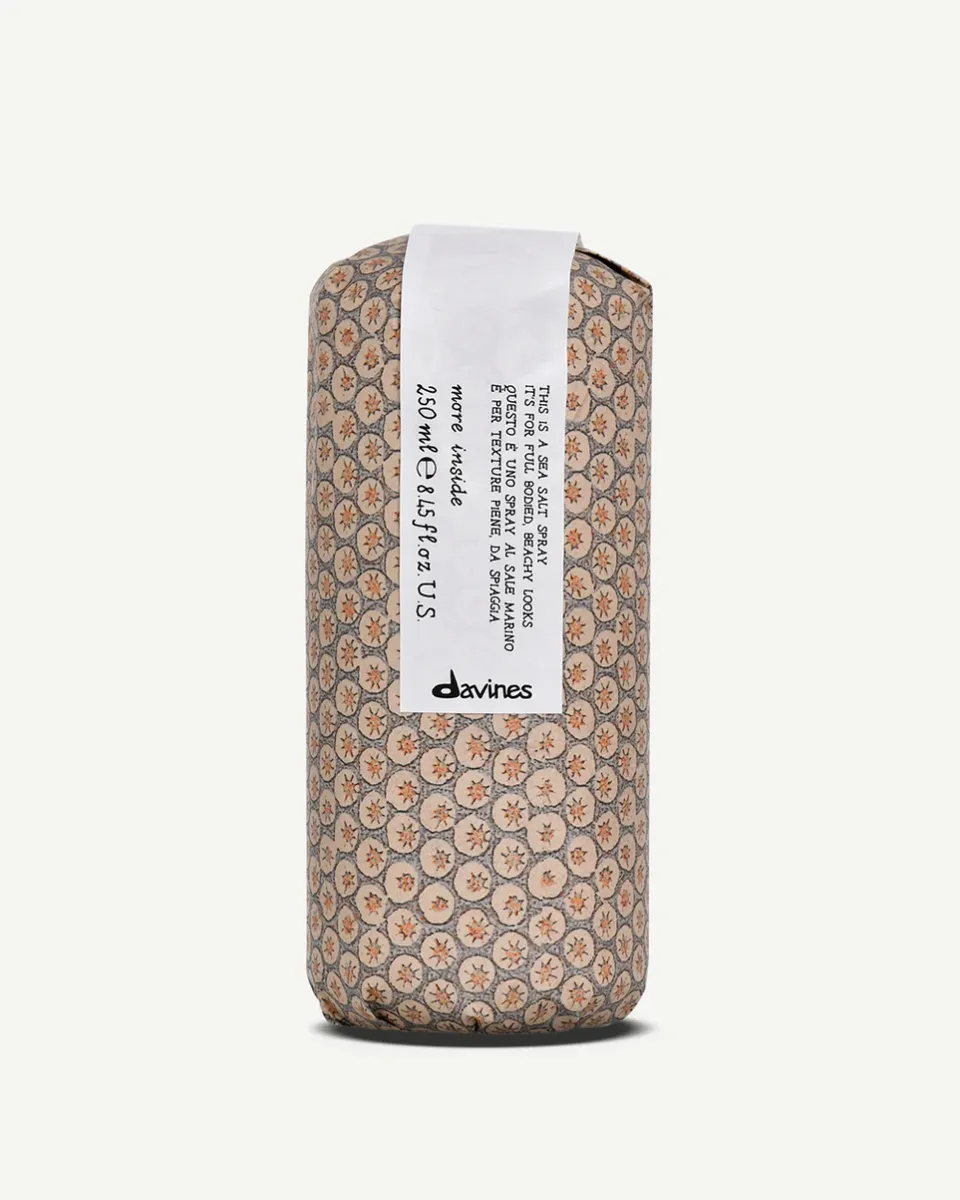 THIS IS A SEA SALT SPRAY
IT'S FOR FULL BODIED, BEACHY LOOKS
QUESTO É UNO SPRAY AL SALE MARINO
É PER TEXTURE PIENE, DA SPIAGGIA
more inside
250 ml ℮ 8.45 fl.oz. U.S.
davines